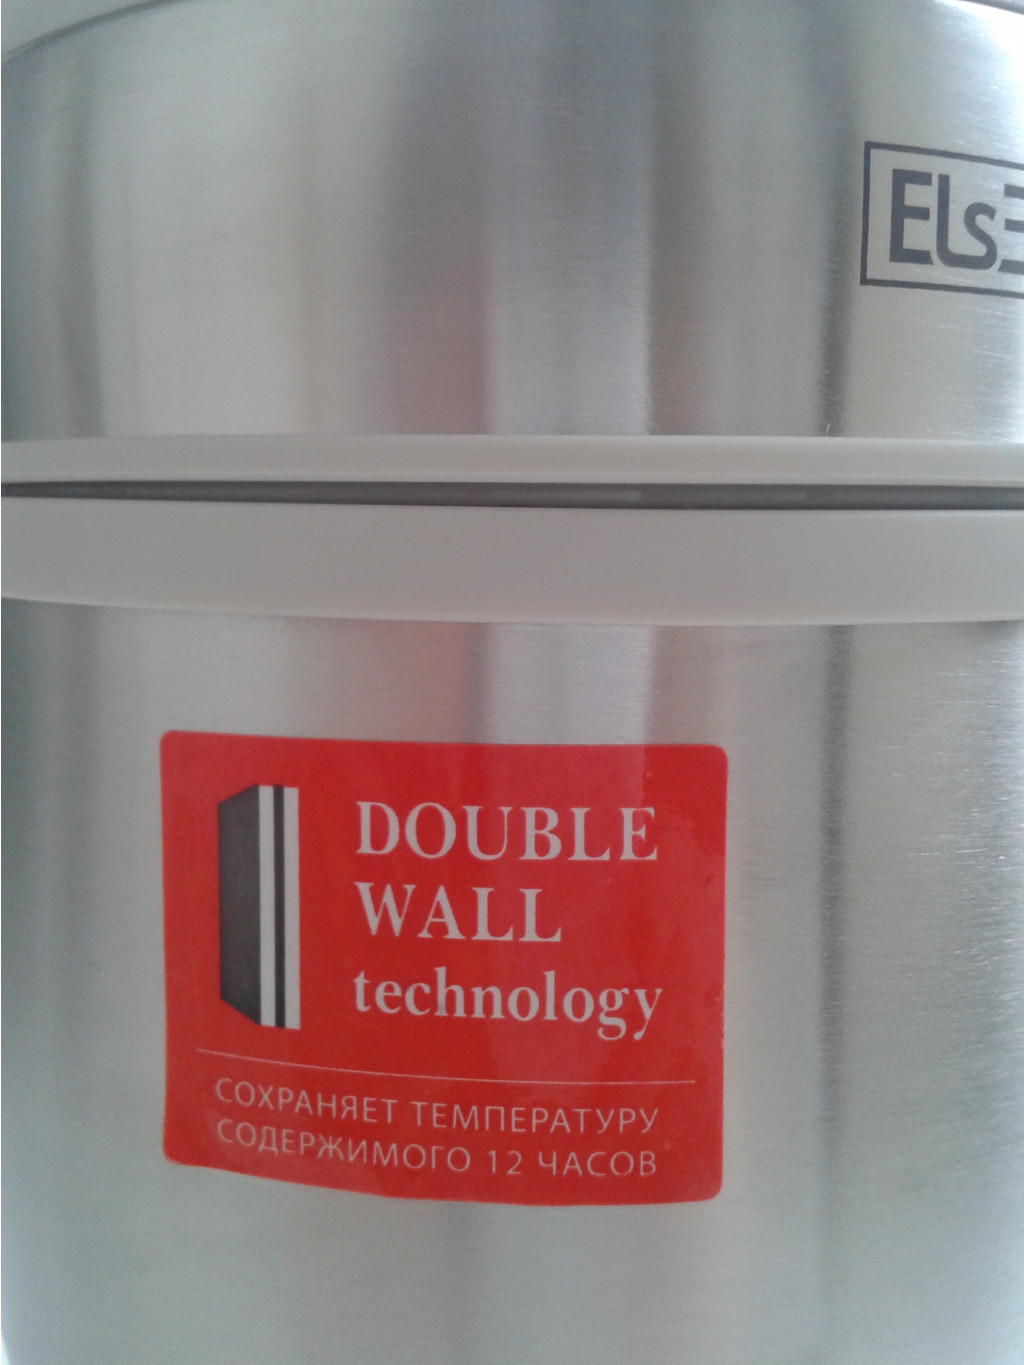 DOUBLE
WALL
technology
СОХРАНЯЕТ ТЕМПЕРАТУРУ
СОДЕРЖИМОГО 12 ЧАСОВ